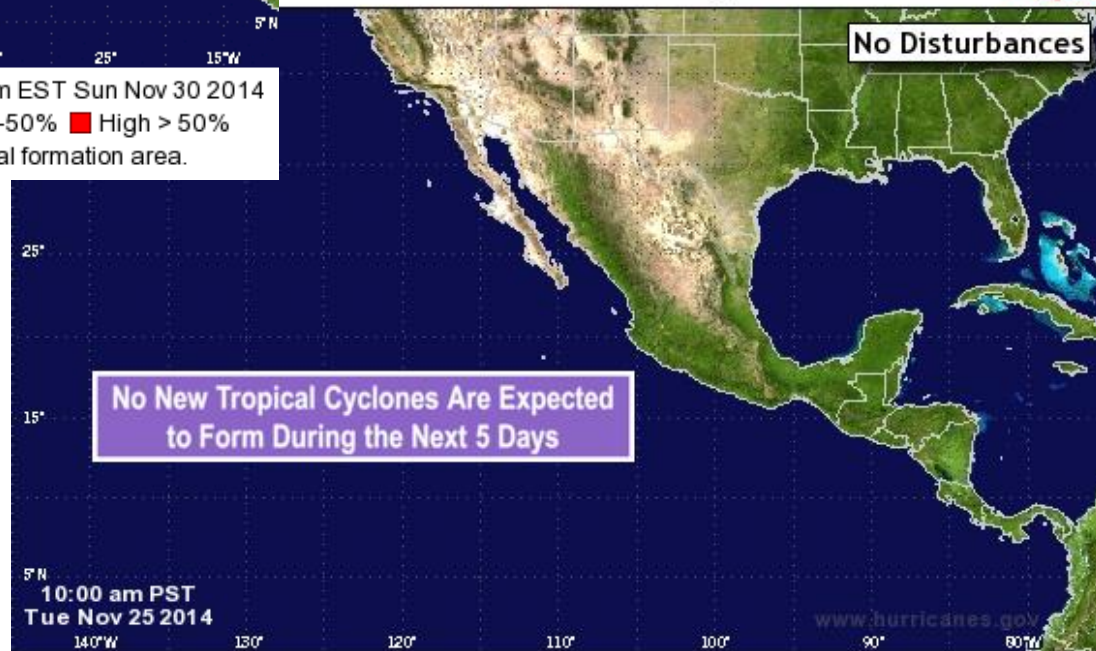 5°N
25° 15°W
EST Sun Nov 30 2014
-50% High > 50%
formation area.
No Disturbances
25°
No New Tropical Cyclones Are Expected
to Form During the Next 5 Days
15°
5°N
10:00 am PST
Tue Nov 25 2014
www.hurricanes.gov
140°W 130° 120° 110° 100° 90° 80°W